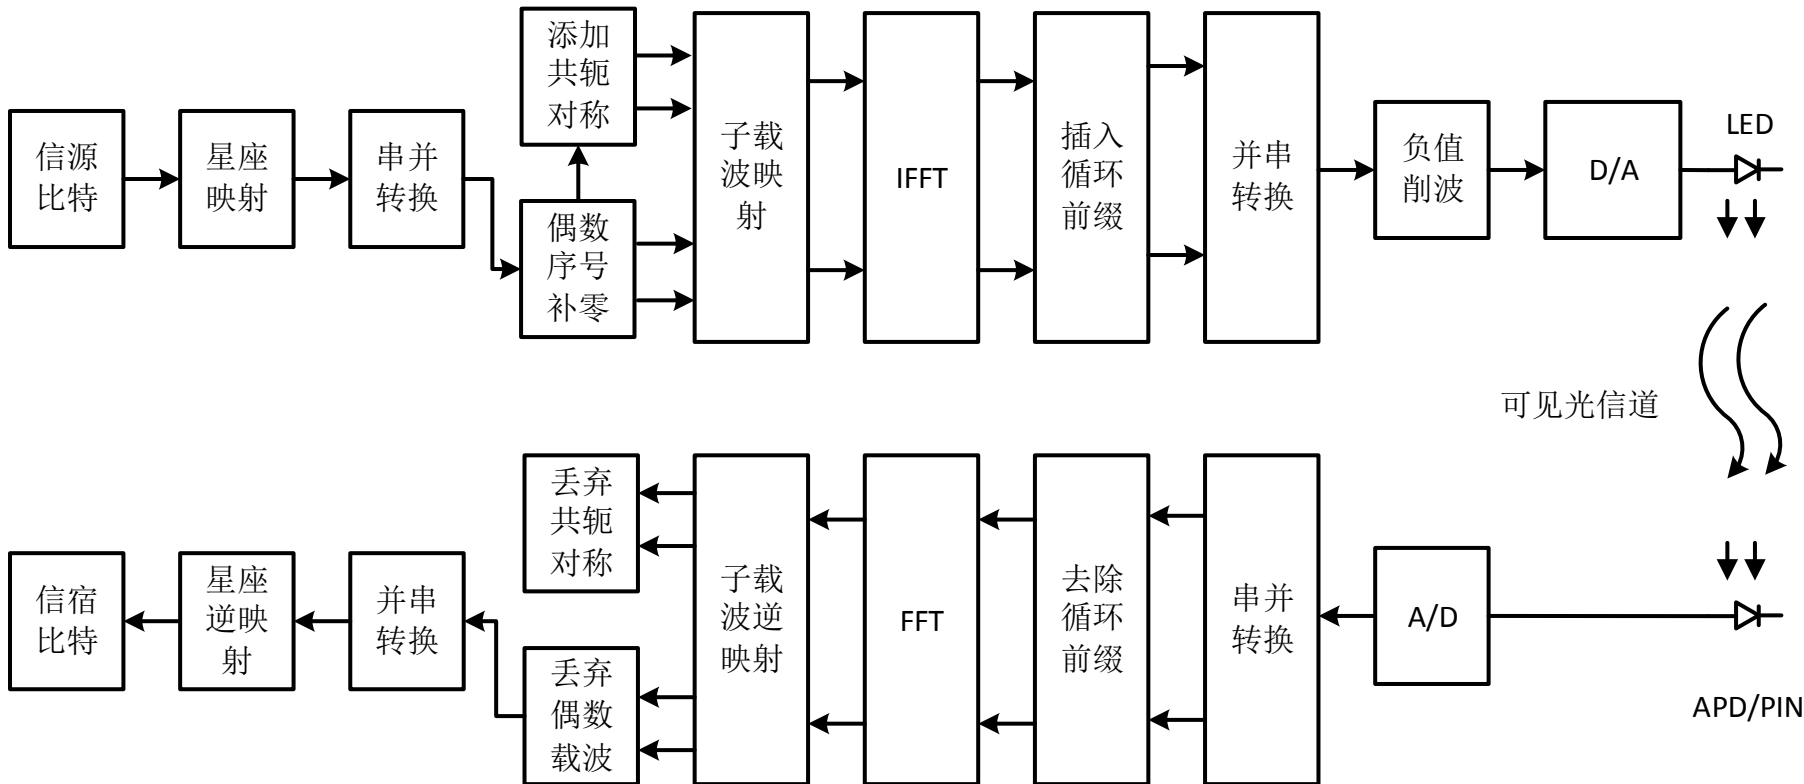 信源
比特
星座
映射
串并
转换
添加
共轭
对称
偶数
序号
补零
子载
波映
射
IFFT
插入
循环
前缀
并串
转换
负值
削波
D/A
LED
可见光信道
信宿
比特
星座
逆映
射
并串
转换
丢弃
共轭
对称
丢弃
偶数
载波
子载
波逆
映射
FFT
去除
循环
前缀
串并
转换
A/D
APD/PIN